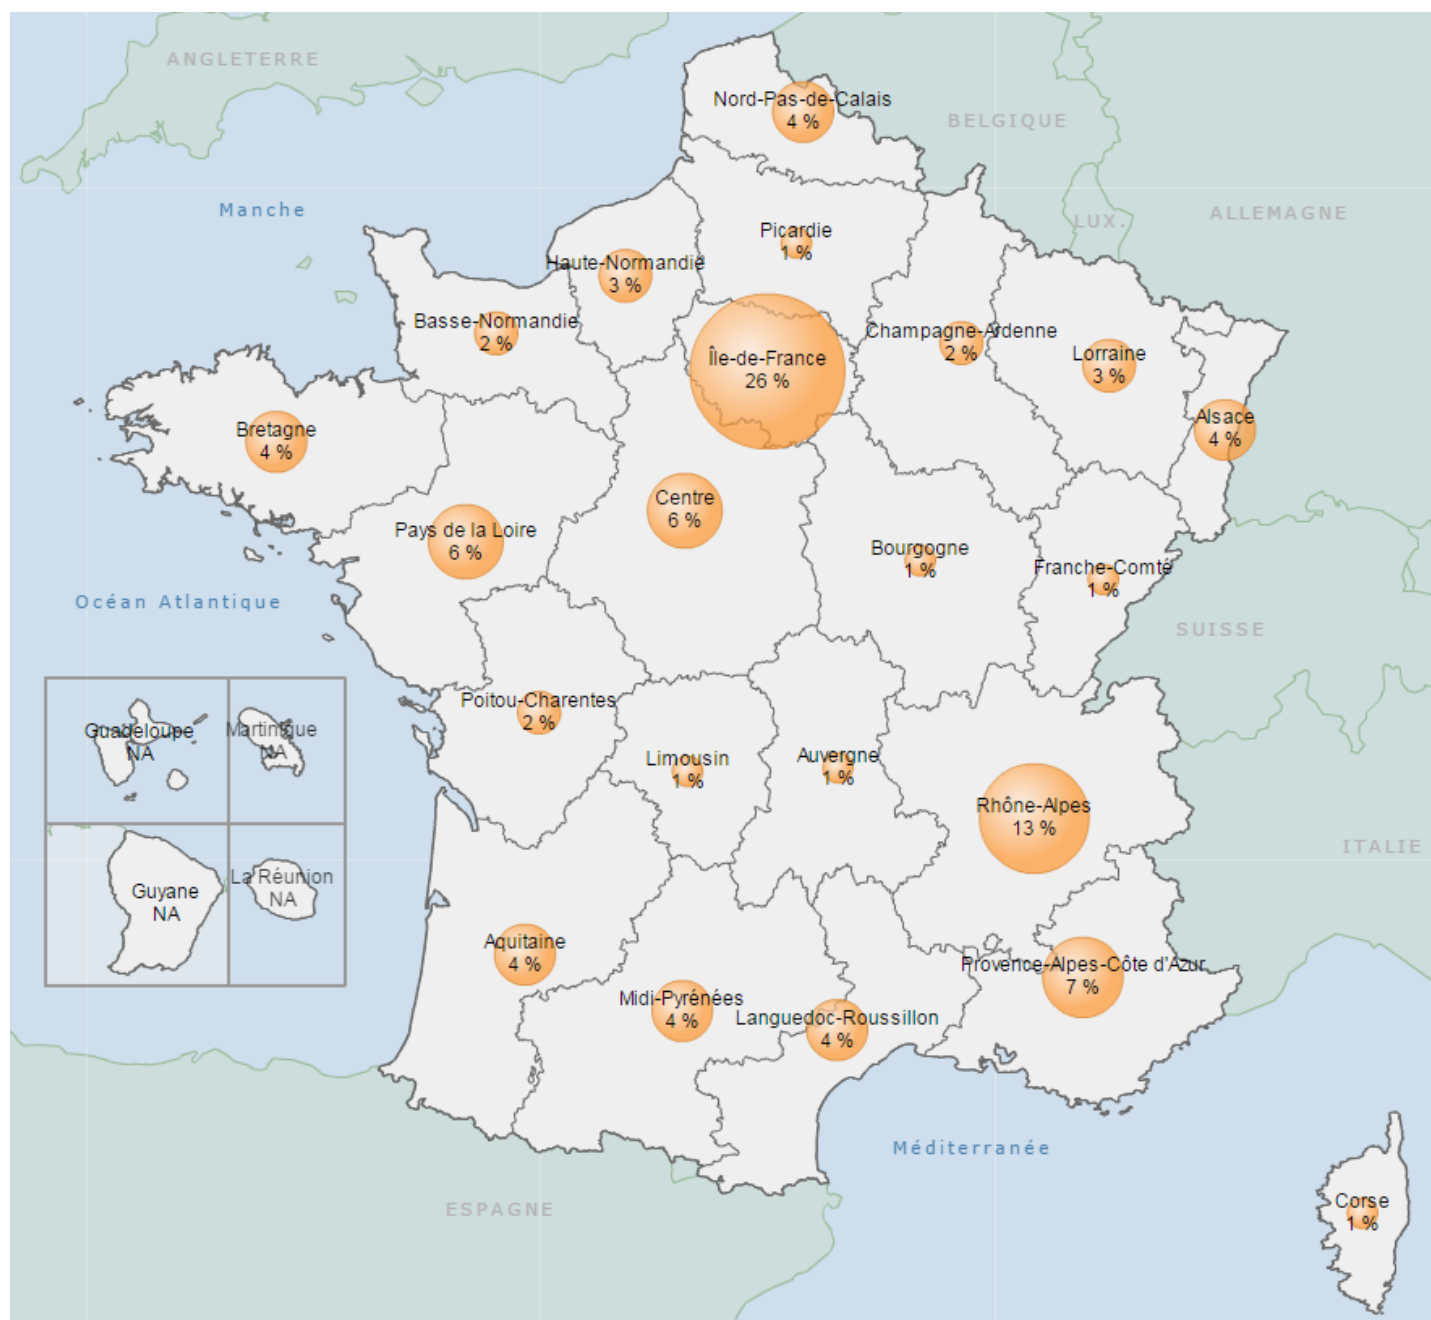 ANGLETERRE
Nord-Pas-de-Calais
4 %
BELGIQUE
Manche
LUX.
ALLEMAGNE
Picardie
1 %
Haute-Normandie
3 %
Basse-Normandie
2 %
Île-de-France
26 %
Champagne-Ardenne
2 %
Lorraine
3 %
Alsace
4 %
Bretagne
4 %
Centre
6 %
Pays de la Loire
6 %
Bourgogne
1 %
Franche-Comté
1 %
Océan Atlantique
SUISSE
Poitou-Charentes
2 %
Guadeloupe
NA
Martinique
NA
Limousin
1 %
Auvergne
1 %
Rhône-Alpes
13 %
ITALIE
Guyane
NA
La Réunion
NA
Aquitaine
4 %
Provence-Alpes-Côte d'Azur
7 %
Midi-Pyrénées
4 %
Languedoc-Roussillon
4 %
Méditerranée
ESPAGNE
Corse
1 %